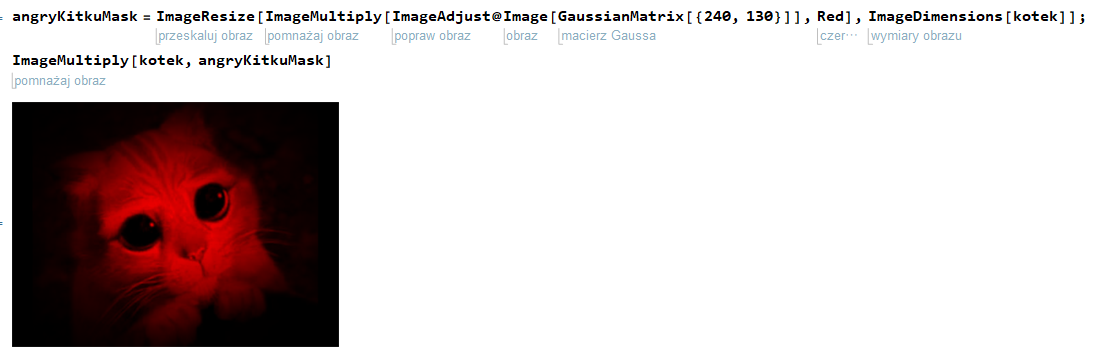 angryKitkuMask = ImageResize[ImageMultiply[ImageAdjust@Image[GaussianMatrix[{240, 130}]], Red], ImageDimensions[kotek]];
przeskaluj obraz pomnażaj obraz popraw obraz obraz macierz Gaussa czer⋯ wymiary obrazu
ImageMultiply[kotek, angryKitkuMask]
pomnażaj obraz